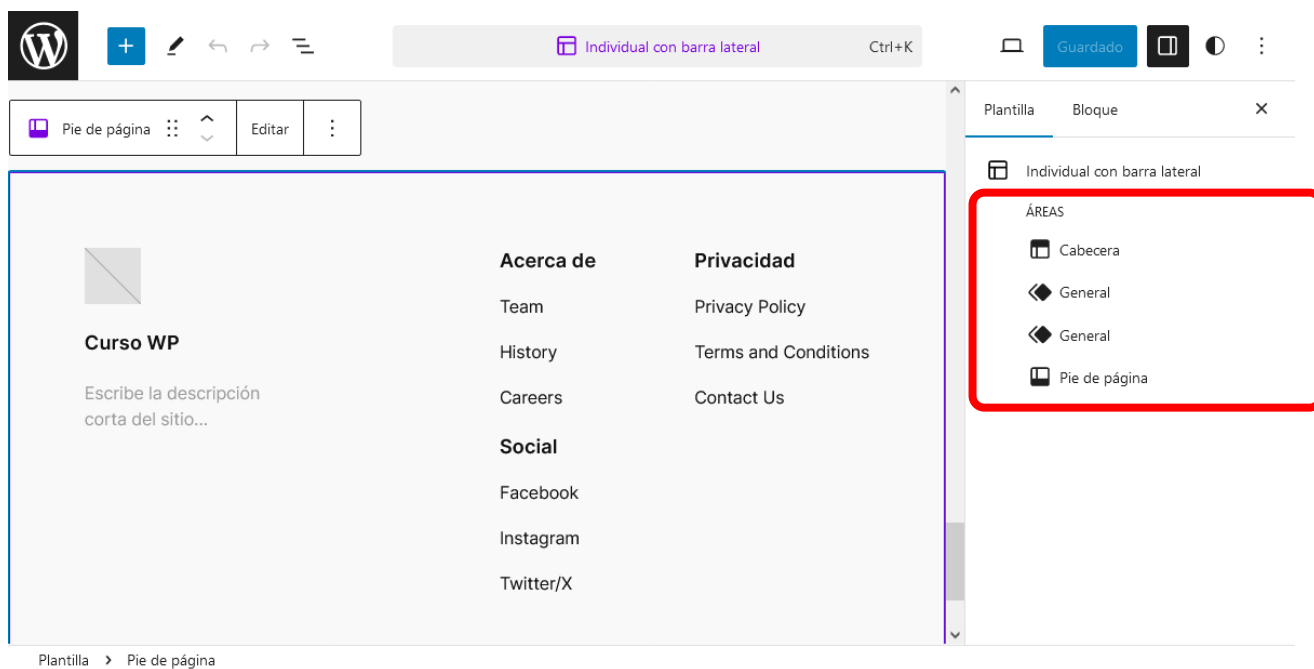 Individual con barra lateral Ctrl+K Guardado
Pie de página Editar
Plantilla Bloque
Individual con barra lateral
ÁREAS
Cabecera
General
General
Pie de página
Curso WP
Escribe la descripción
corta del sitio...
Acerca de
Team
History
Careers
Social
Facebook
Instagram
Twitter/X
Privacidad
Privacy Policy
Terms and Conditions
Contact Us
Plantilla > Pie de página